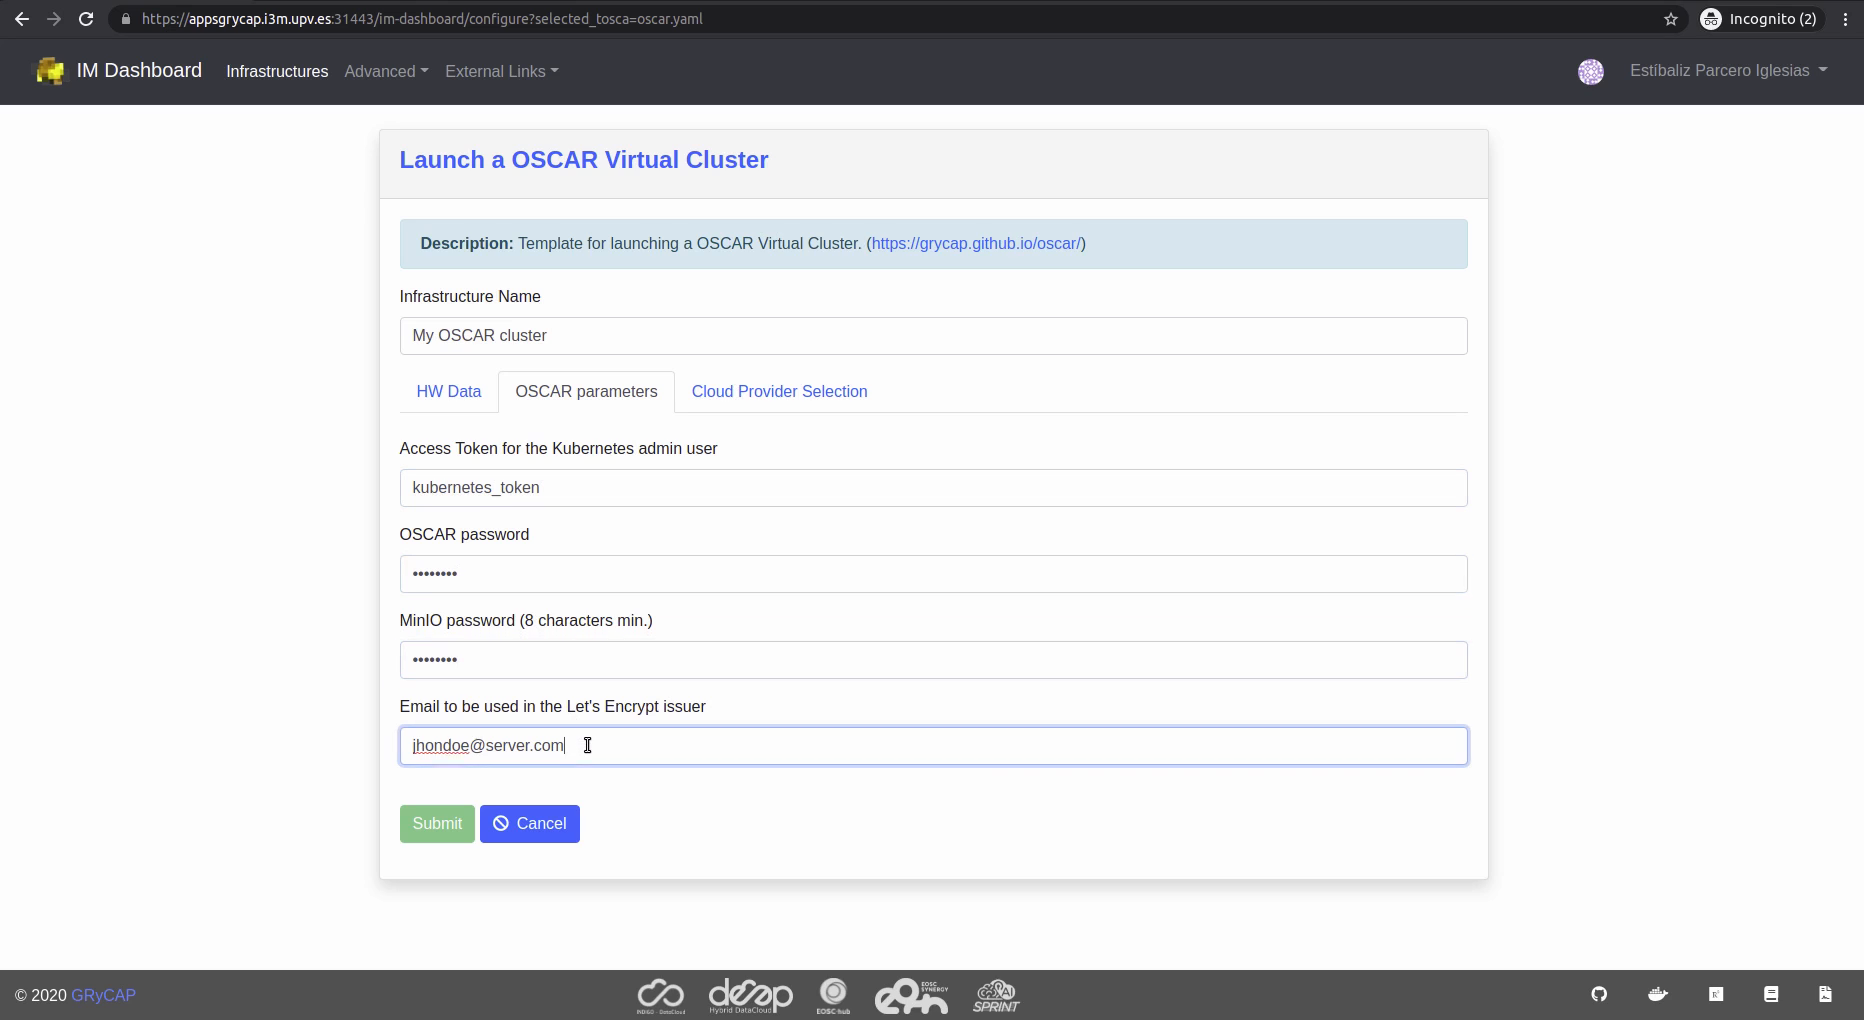 https://appsgrycap.i3m.upv.es:31443/im-dashboard/configure?selected_tosca=oscar.yaml
Incognito (2)
IM Dashboard
Infrastructures
Advanced
External Links
Estíbaliz Parcero Iglesias
Launch a OSCAR Virtual Cluster
Description: Template for launching a OSCAR Virtual Cluster. (https://grycap.github.io/oscar/)
Infrastructure Name
My OSCAR cluster
HW Data
OSCAR parameters
Cloud Provider Selection
Access Token for the Kubernetes admin user
kubernetes_token
OSCAR password
••••••••
MinIO password (8 characters min.)
••••••••
Email to be used in the Let's Encrypt issuer
jhondoe@server.com
Submit
Cancel
© 2020 GRyCAP
INDIGO - DataCloud
deep
Hybrid DataCloud
EOSC-hub
EOSC
SYNERGY
AI
SPRINT